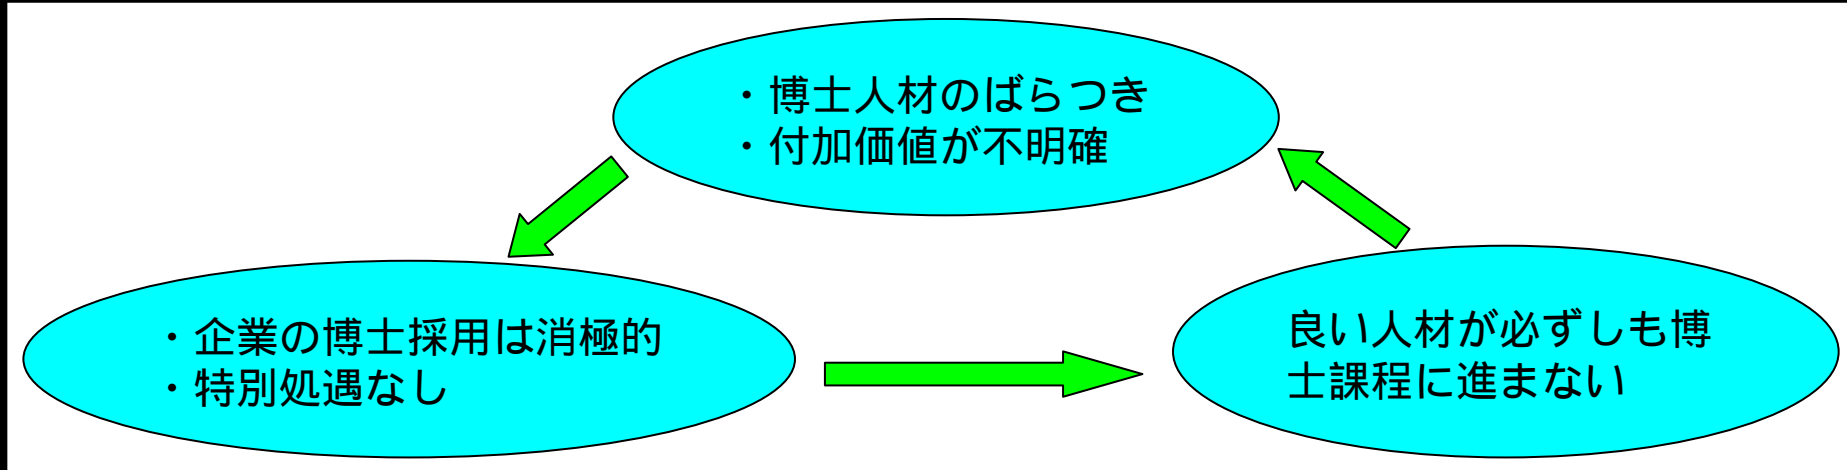 ・博士人材のばらつき
・付加価値が不明確
・企業の博士採用は消極的
・特別処遇なし
良い人材が必ずしも博
士課程に進まない